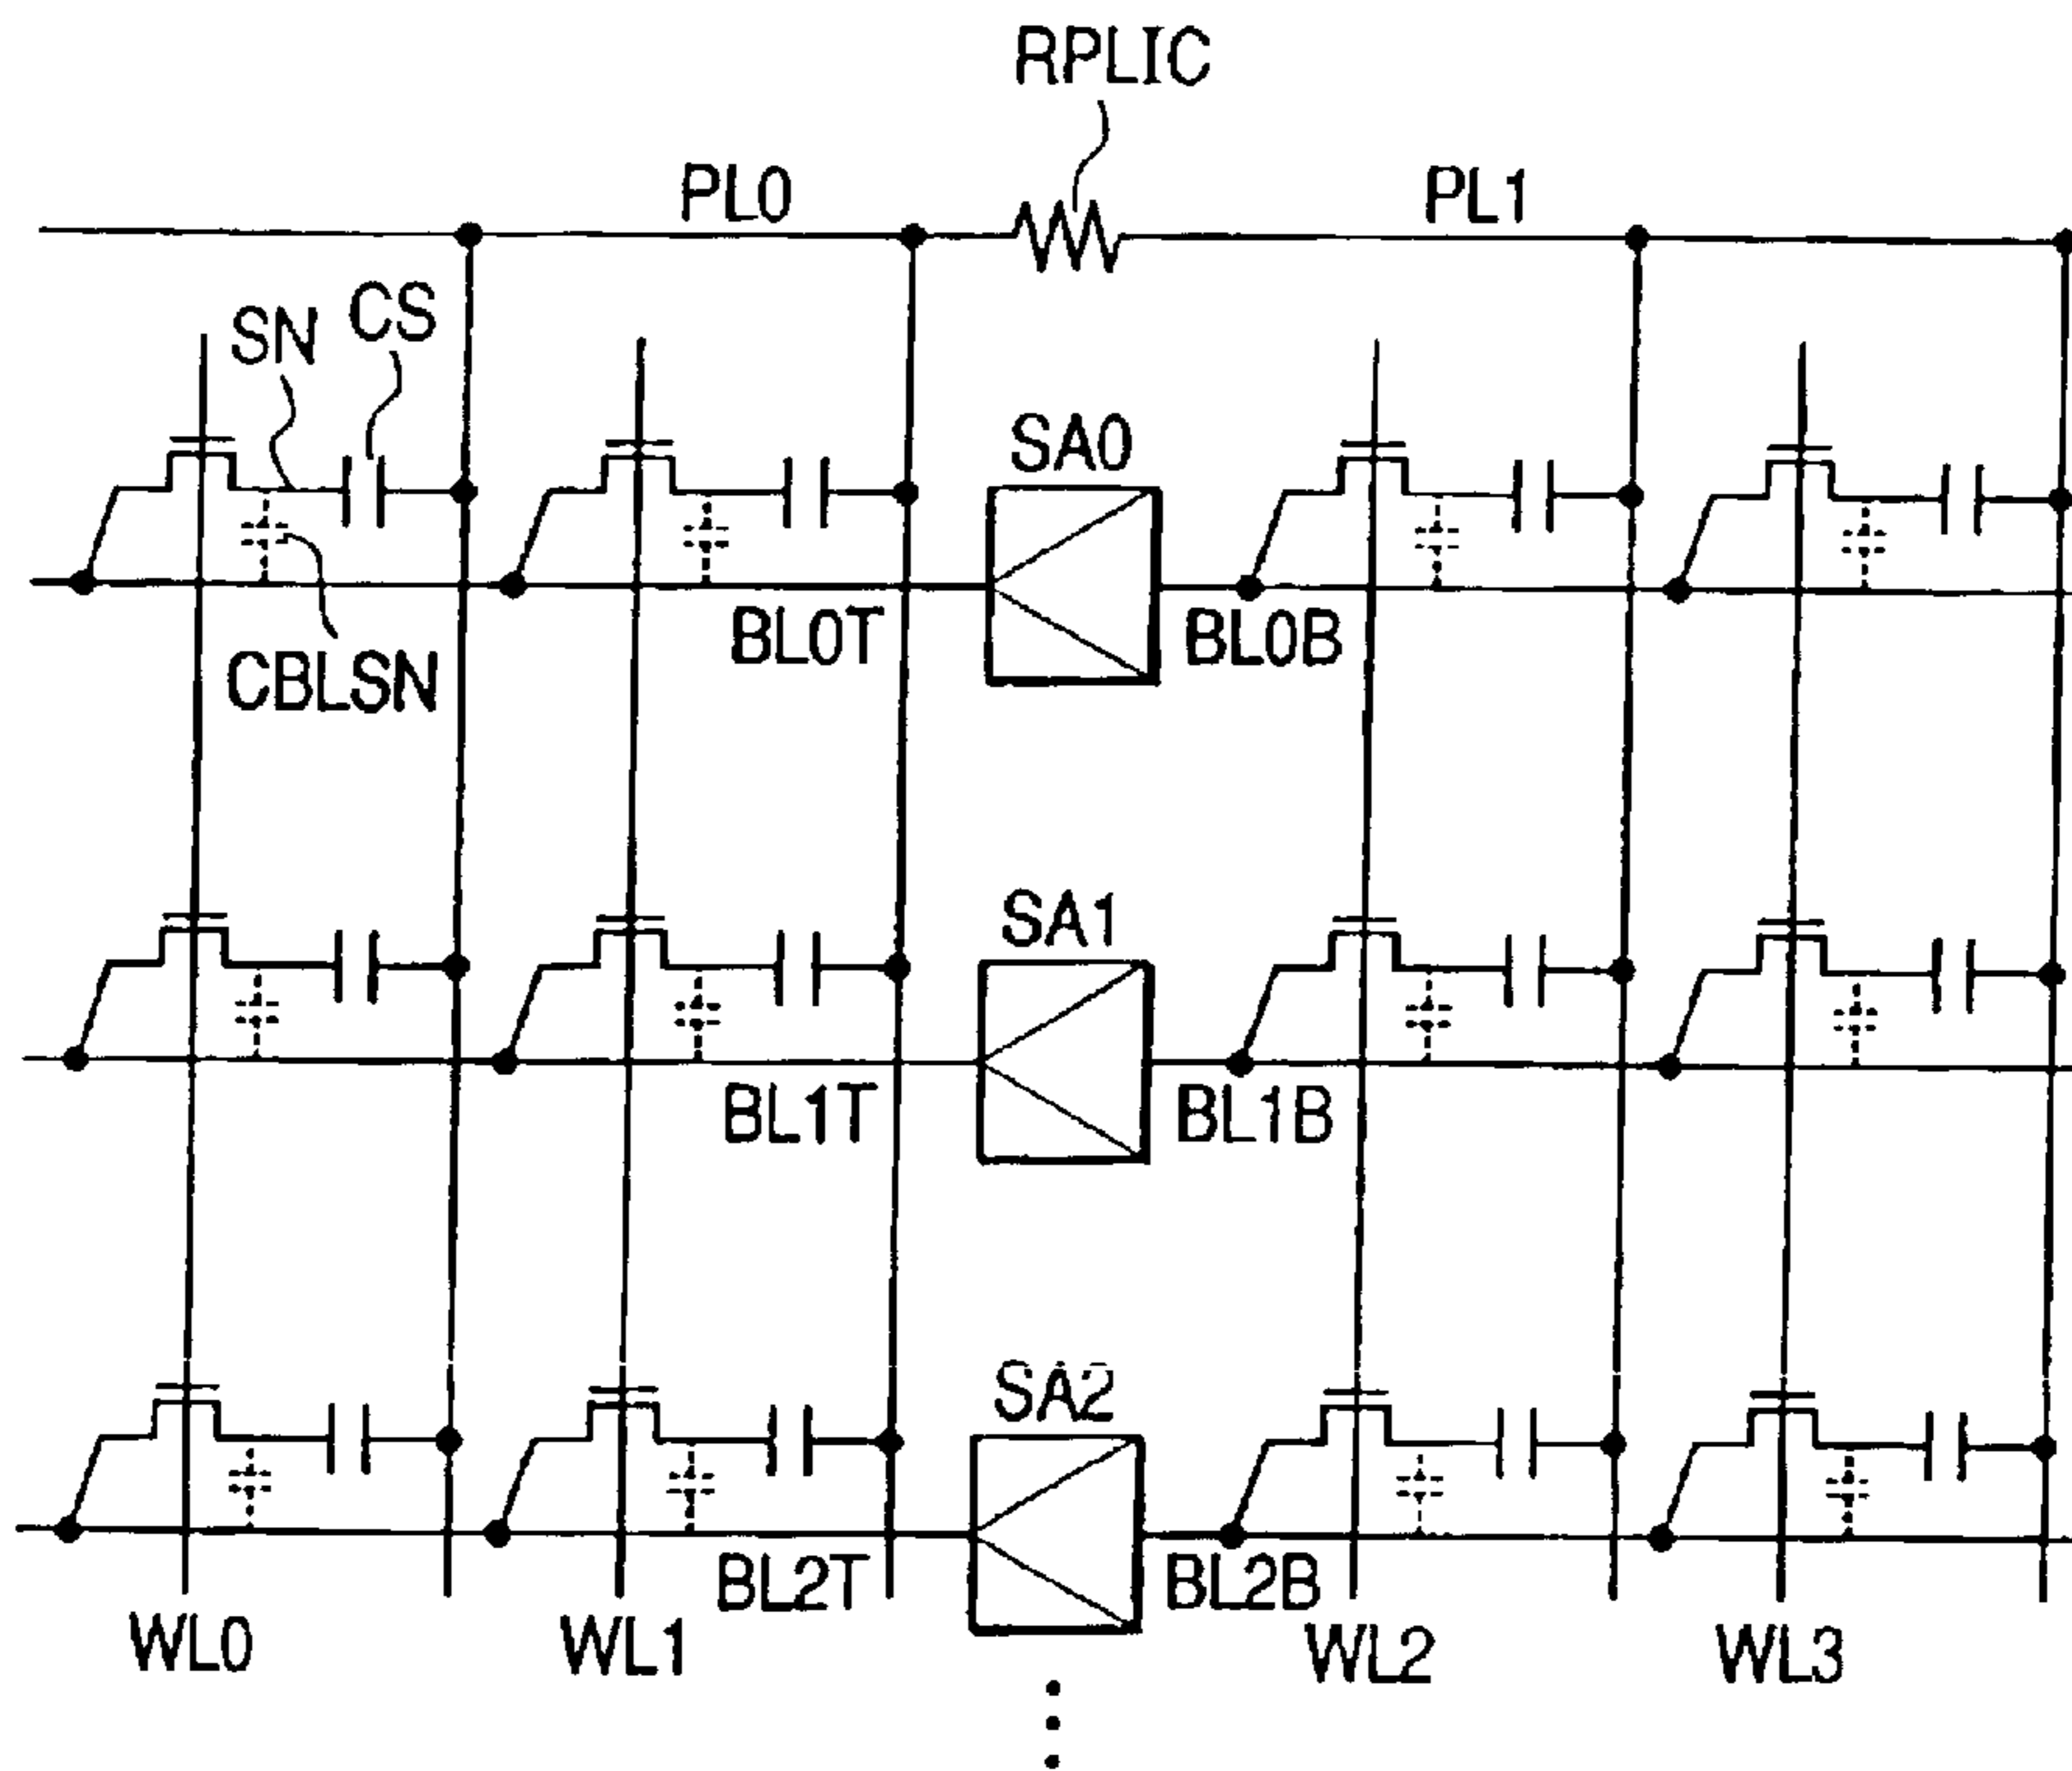 RPLIC
PL0
PL1
SN
CS
SA0
BL0T
BL0B
CBLSN
SA1
BL1T
BL1B
SA2
BL2T
BL2B
WL0
WL1
WL2
WL3